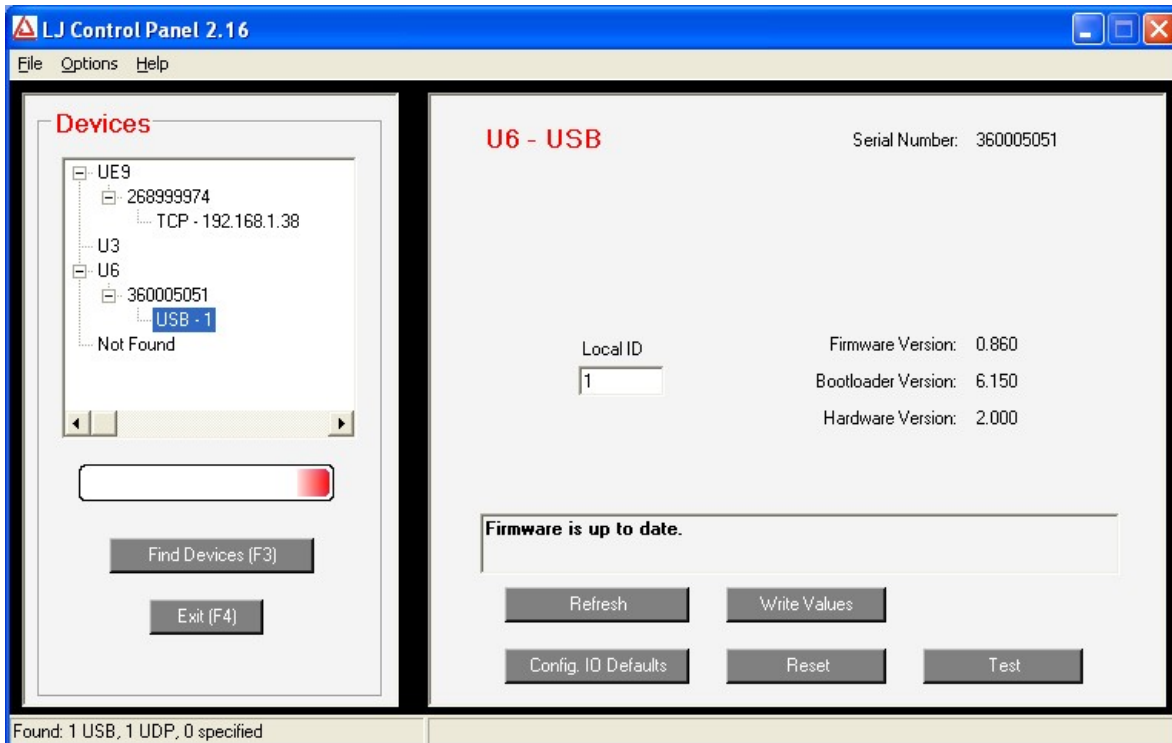 LJ Control Panel 2.16
File Options Help
Devices
UE9
268999974
TCP - 192.168.1.38
U3
U6
360005051
USB - 1
Not Found
Find Devices (F3)
Exit (F4)
U6 - USB
Serial Number: 360005051
Local ID
1
Firmware Version: 0.860
Bootloader Version: 6.150
Hardware Version: 2.000
Firmware is up to date.
Refresh Write Values
Config. IO Defaults Reset Test
Found: 1 USB, 1 UDP, 0 specified